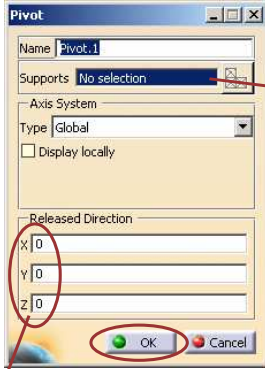 Pivot
Name Pivot.1
Supports No selection
Axis System
Type Global
Display locally
Released Direction
X 0
Y 0
Z 0
OK Cancel